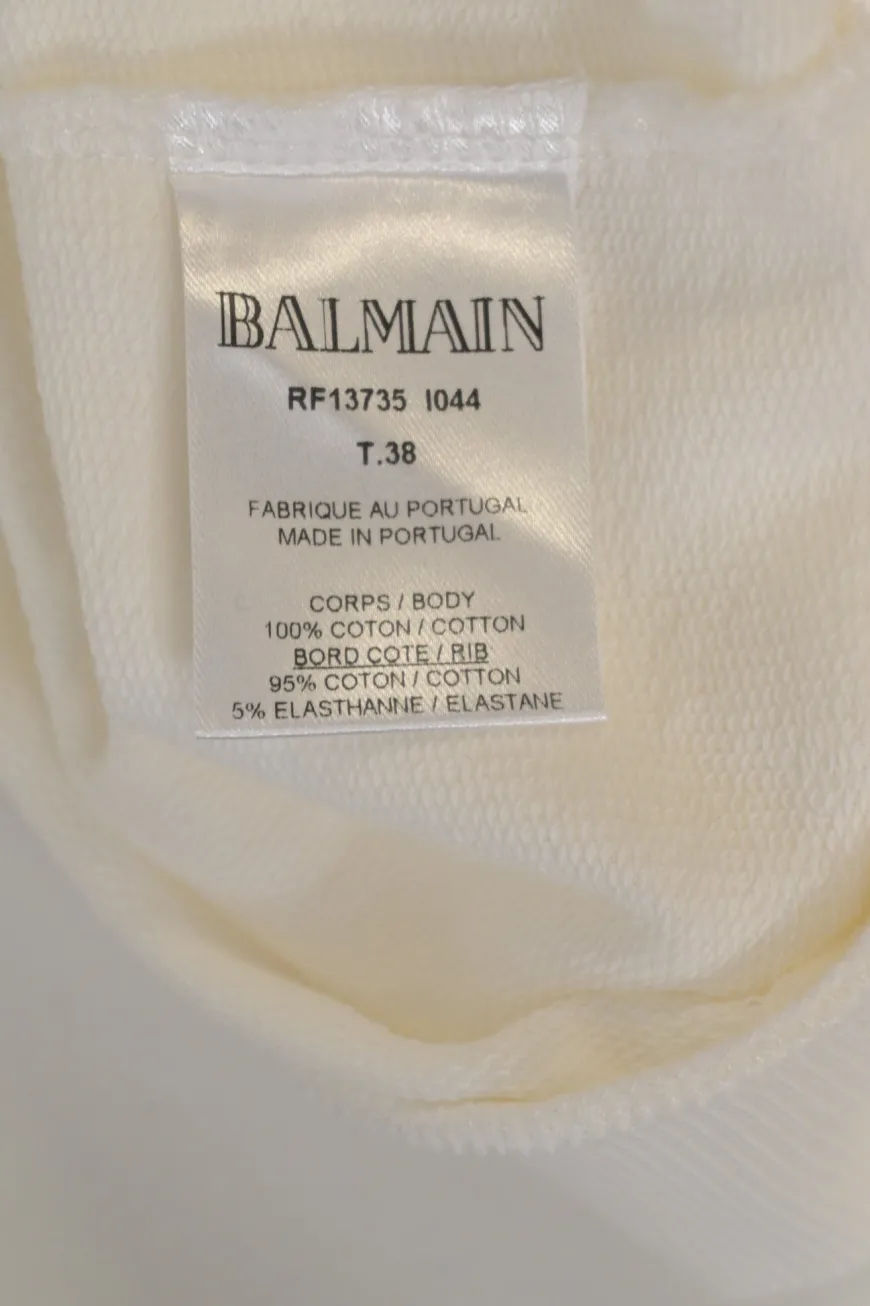 BALMAIN
RF13735 I044
T.38
FABRIQUE AU PORTUGAL
MADE IN PORTUGAL
CORPS / BODY
100% COTON / COTTON
BORD COTE / RIB
95% COTON / COTTON
5% ELASTHANNE / ELASTANE